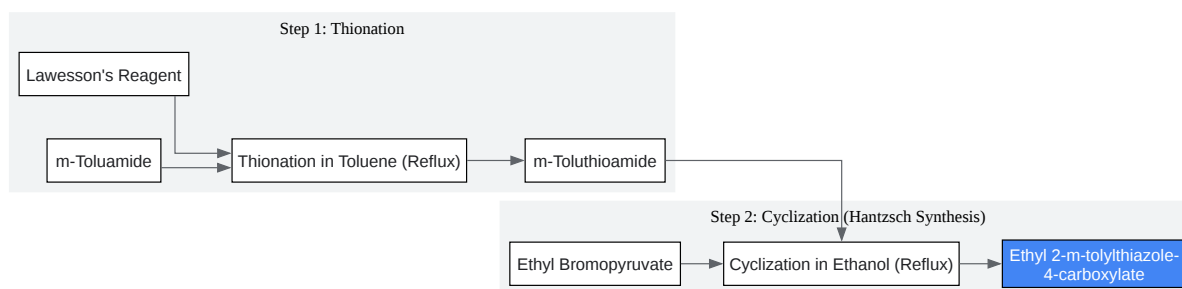 Step 1: Thionation
Lawesson's Reagent
m-Toluamide
Thionation in Toluene (Reflux)
m-Toluthioamide
Step 2: Cyclization (Hantzsch Synthesis)
Ethyl Bromopyruvate
Cyclization in Ethanol (Reflux)
Ethyl 2-m-tolylthiazole-
4-carboxylate